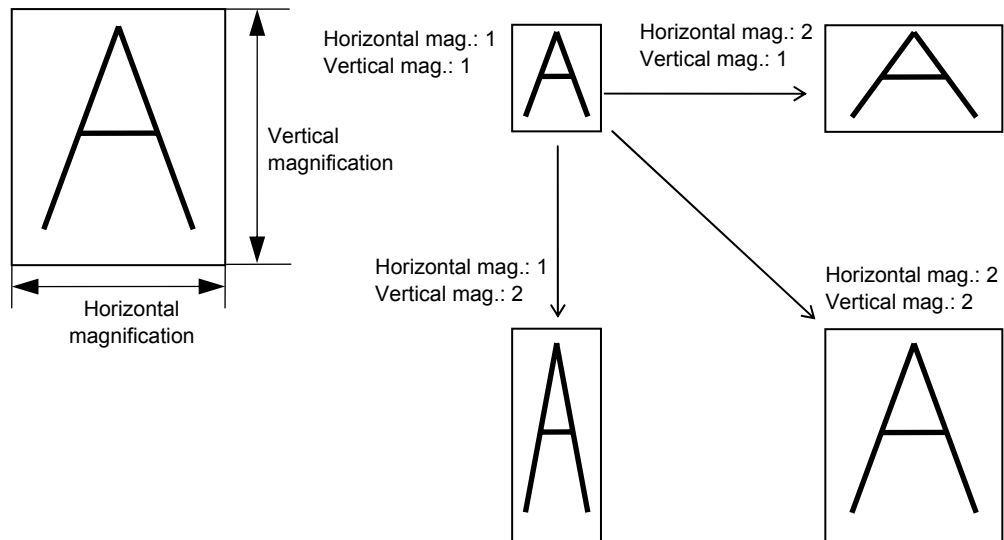 A
Vertical
magnification
Horizontal
magnification
Horizontal mag.: 1
Vertical mag.: 1
A
Horizontal mag.: 2
Vertical mag.: 1
A
Horizontal mag.: 1
Vertical mag.: 2
A
Horizontal mag.: 2
Vertical mag.: 2
A